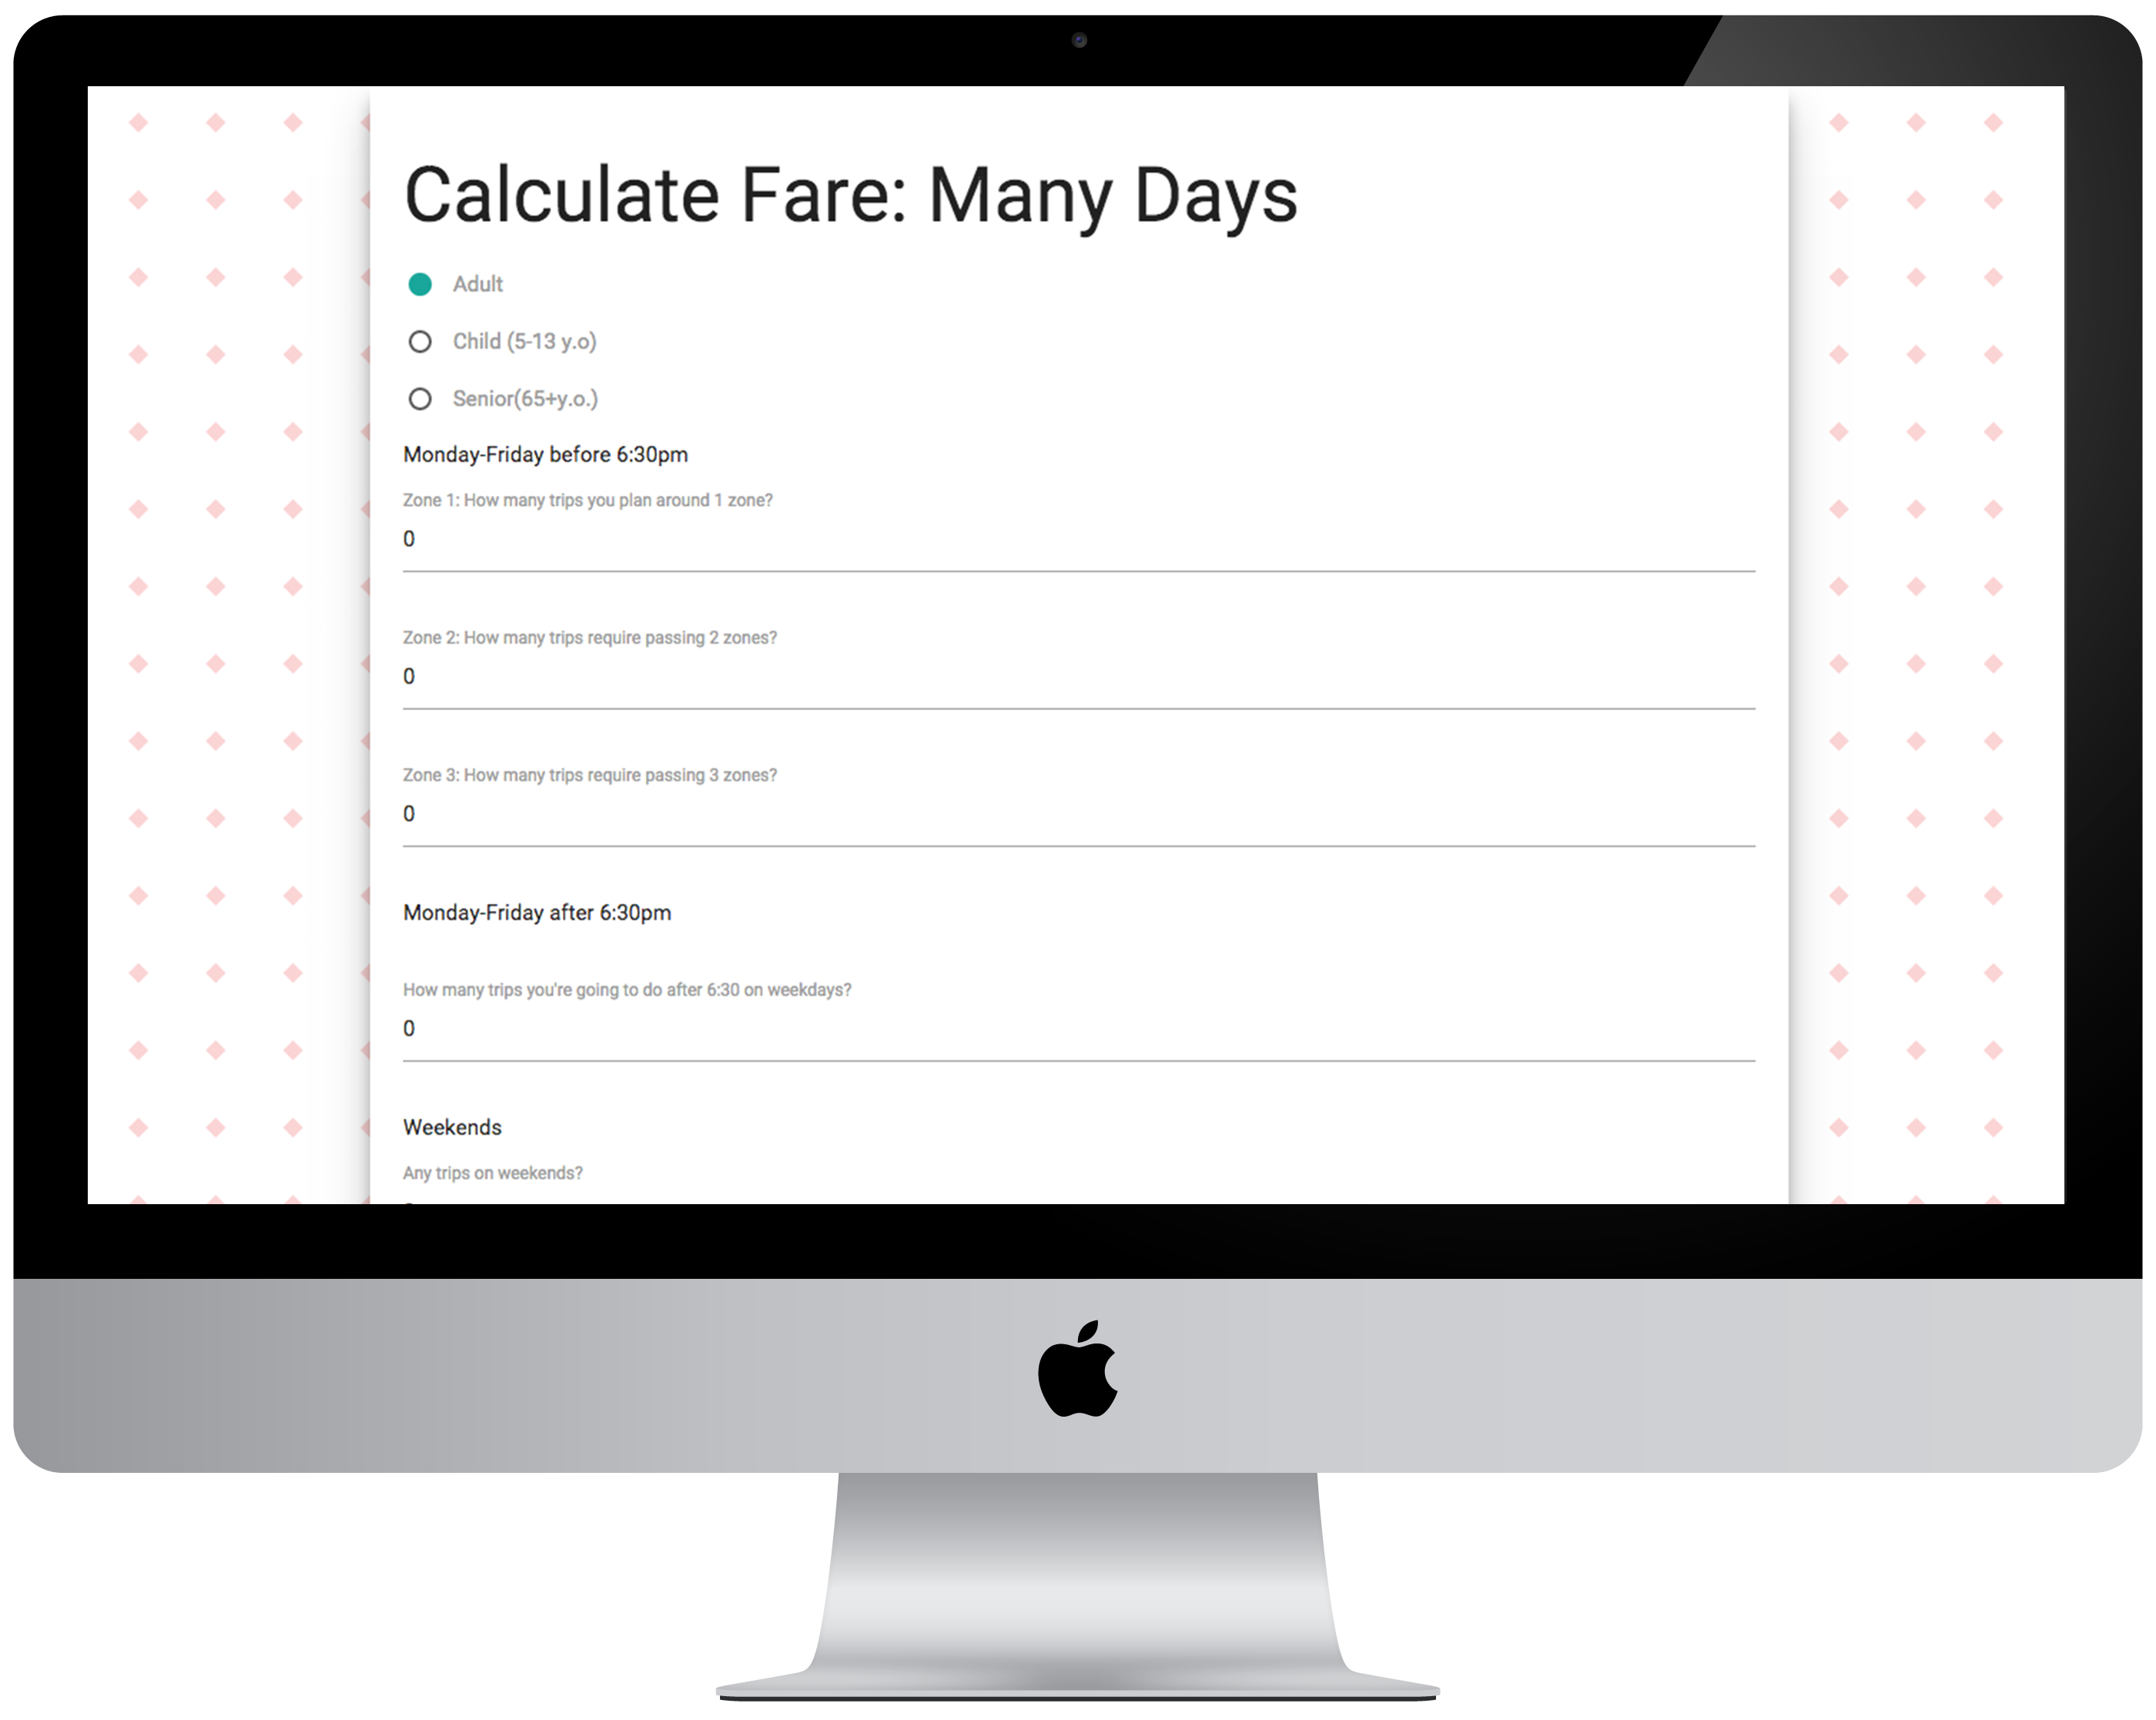 Calculate Fare: Many Days
Adult
Child (5-13 y.o)
Senior(65+y.o.)
Monday-Friday before 6:30pm
Zone 1: How many trips you plan around 1 zone?
0
Zone 2: How many trips require passing 2 zones?
0
Zone 3: How many trips require passing 3 zones?
0
Monday-Friday after 6:30pm
How many trips you're going to do after 6:30 on weekdays?
0
Weekends
Any trips on weekends?